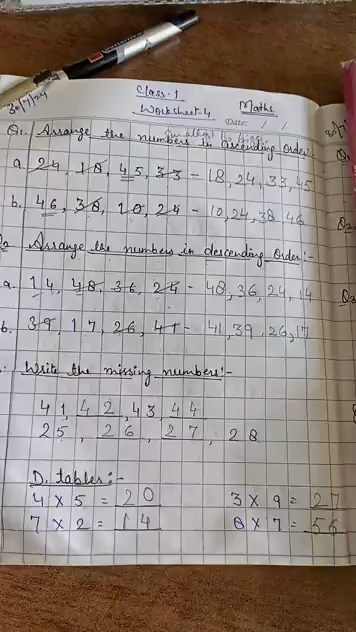 30/7/24
Class-1
Worksheet-4 Maths
Date: / /
smallest to bigg
Q1. Arrange the numbers in ascending order:-
a. 24, 18, 45, 33 - 18, 24, 33, 45
b. 46, 38, 10, 24 - 10, 24, 38, 46
Q2. Arrange the numbers in descending order:-
a. 14, 48, 36, 24 - 48, 36, 24, 14
b. 39, 17, 26, 41 - 41, 39, 26, 17
Write the missing numbers:-
41, 42, 43, 44
25, 26, 27, 28
D. tables:-
4 × 5 = 20 3 × 9 = 27
7 × 2 = 14 8 × 7 = 56